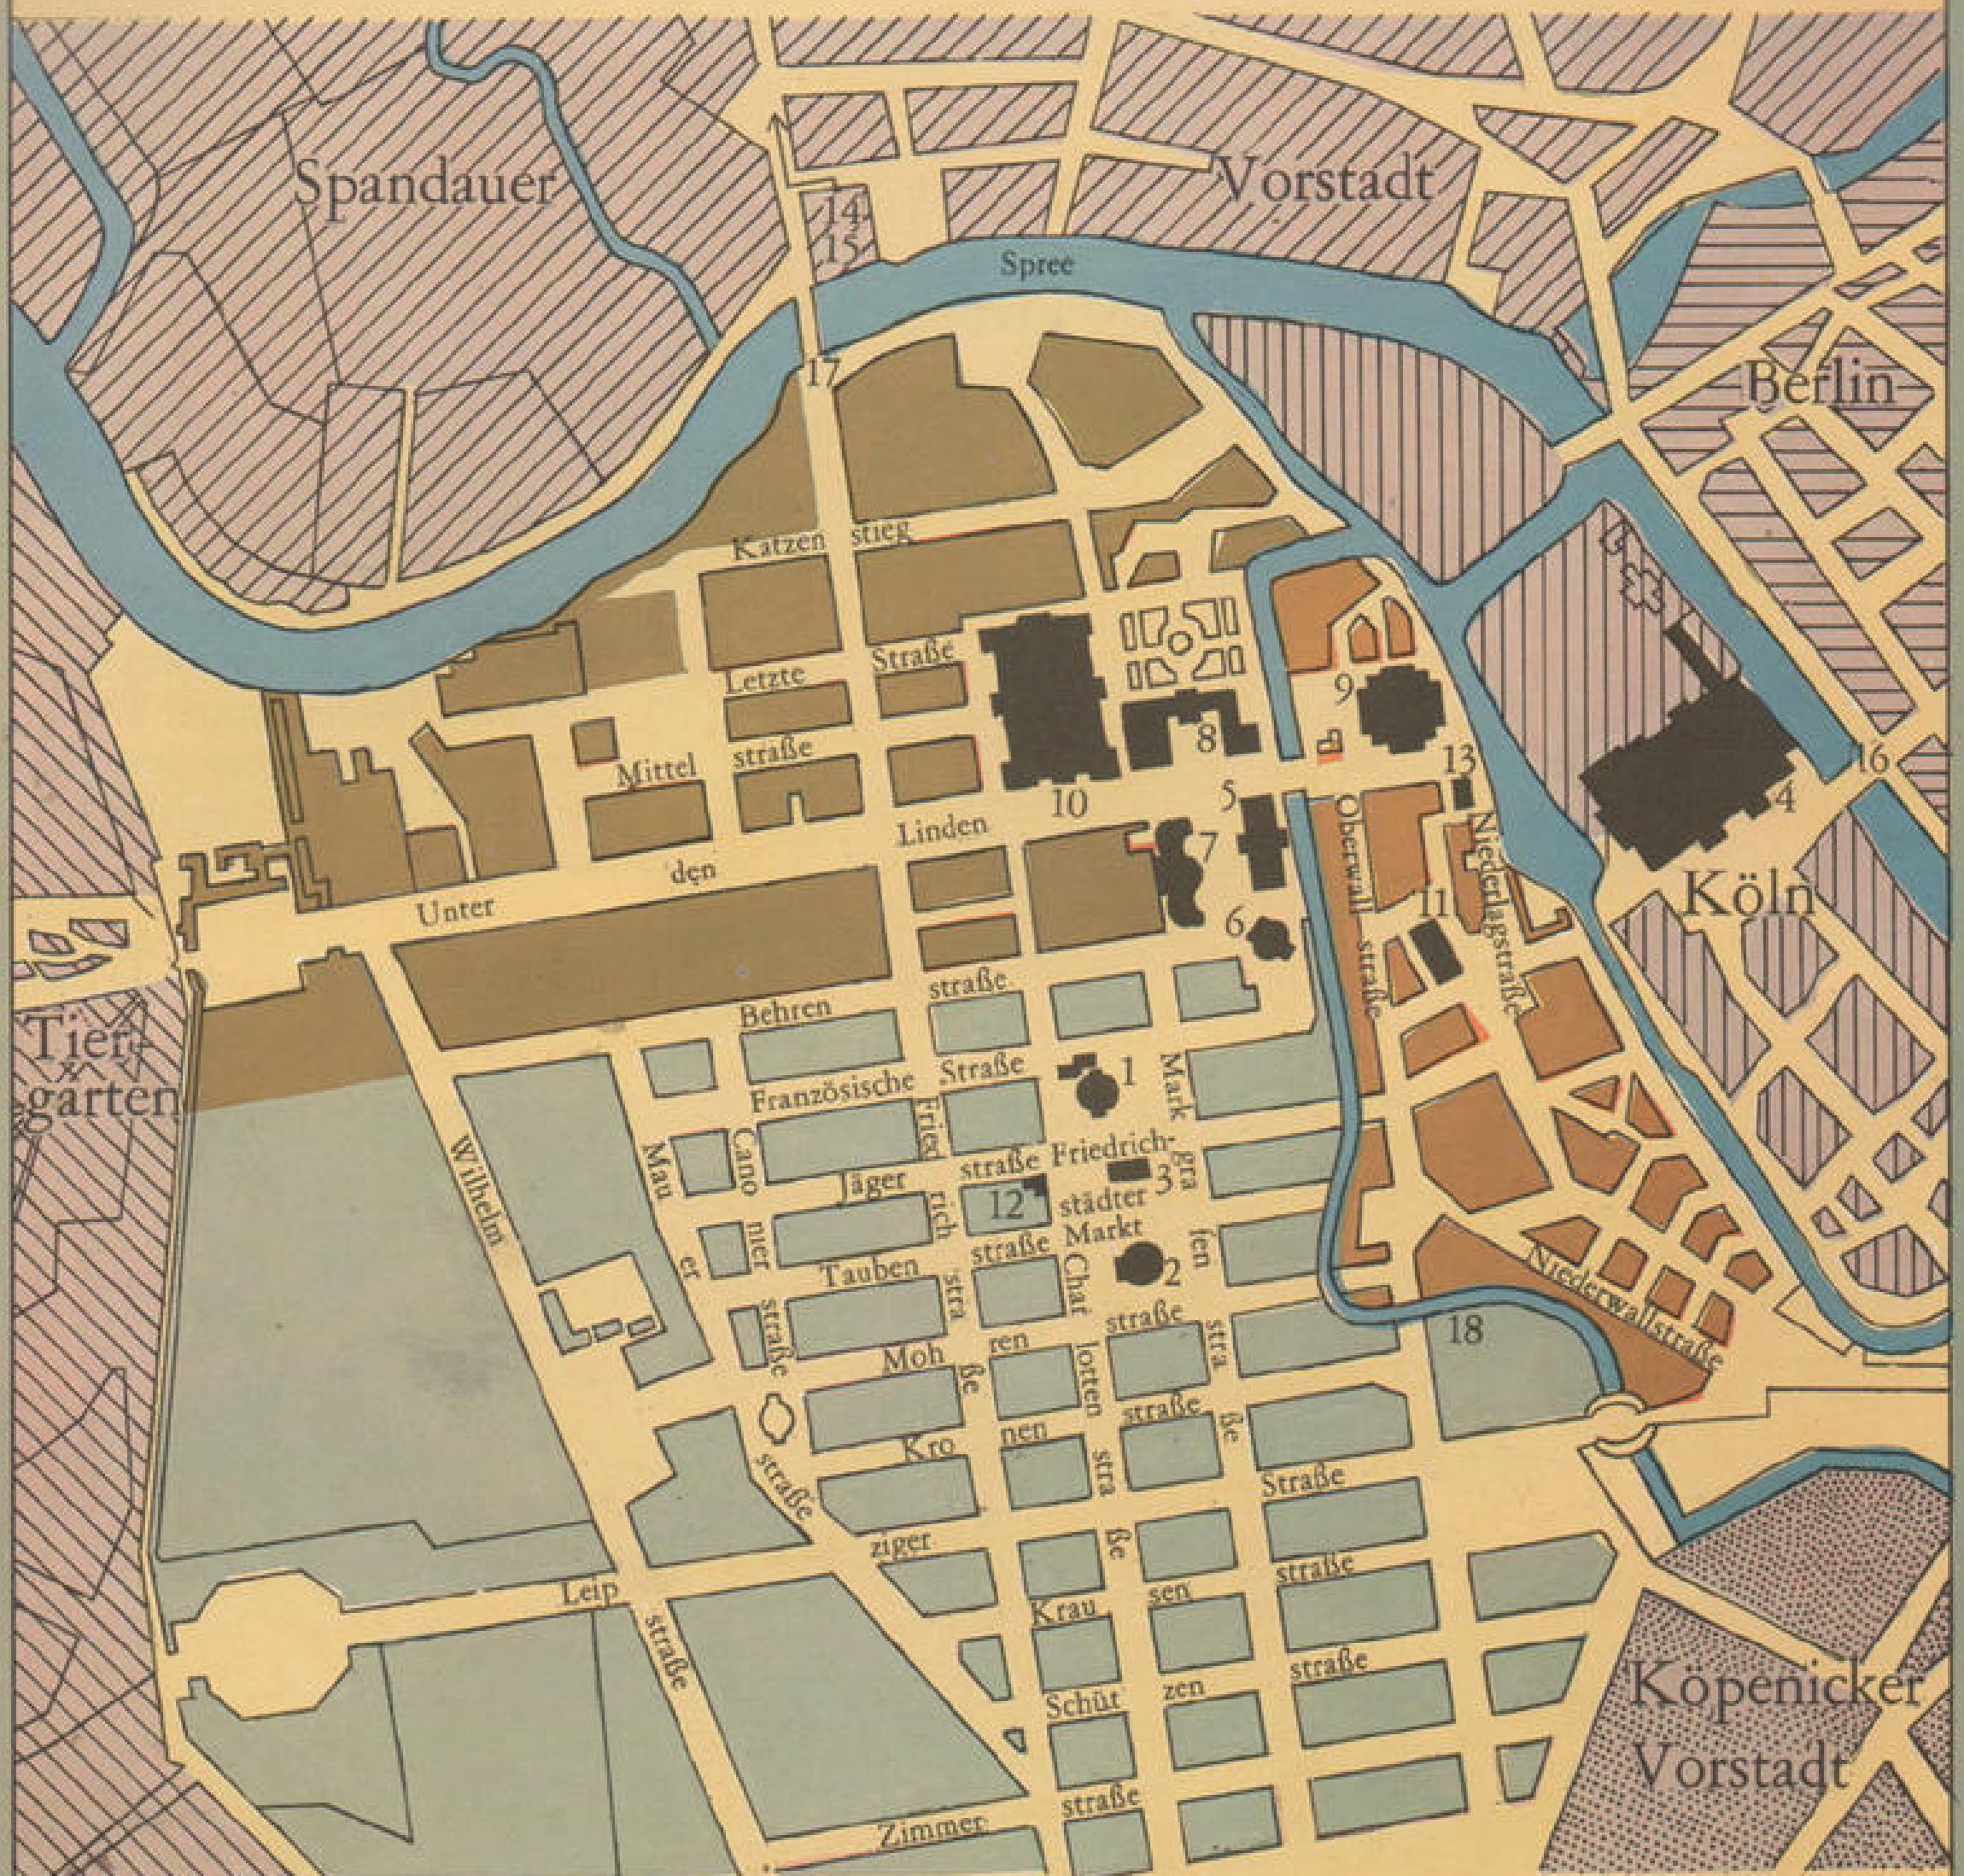 Spandauer
Vorstadt
14
15
Spree
17
Berlin
Katzen stieg
Letzte Straße
Mittel straße
8
9
13
16
10
5
4
Unter den Linden
7
Oberwall straße
Niederlagstraße
11
6
Köln
Behren straße
Tier-
garten
Französische Straße
1
Mark gra fen stra ße
Wilhelm straße
Mau er straße
Cano nier straße
Fried rich stra ße
Jäger straße
Friedrich-
städter
Markt
3
12
Tauben straße
2
Char lotten stra ße
Moh ren straße
18
Niederwallstraße
Kro nen straße
Leip ziger Straße
Krau sen straße
Schüt zen straße
Köpenicker
Vorstadt
Zimmer straße